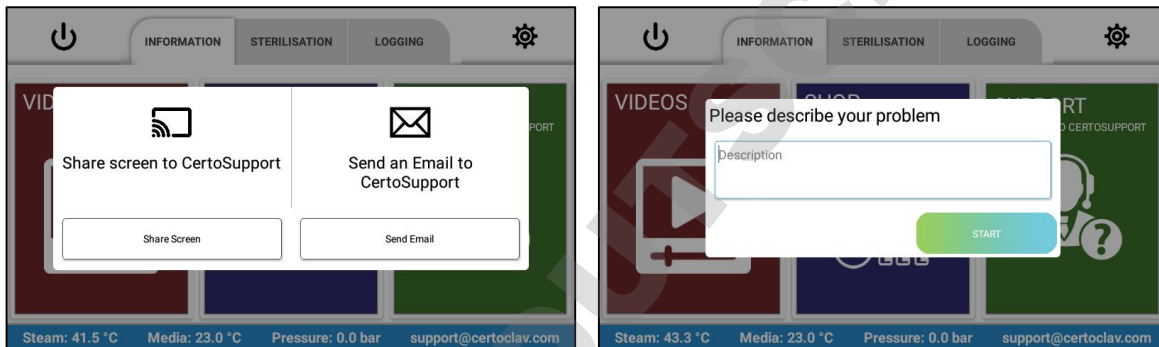 INFORMATION STERILISATION LOGGING
VID
PORT
Share screen to CertoSupport
Send an Email to
CertoSupport
Share Screen
Send Email
Steam: 41.5 °C Media: 23.0 °C Pressure: 0.0 bar support@certoclav.com
INFORMATION STERILISATION LOGGING
VIDEOS
RT
O CERTOSUPPORT
Please describe your problem
Description
START
Steam: 43.3 °C Media: 23.0 °C Pressure: 0.0 bar support@certoclav.com